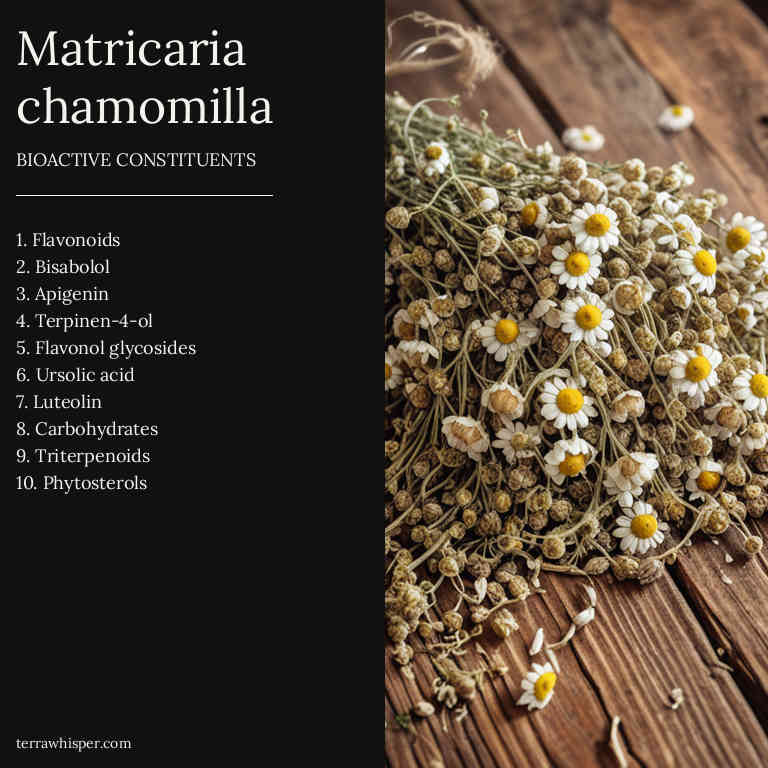 Matricaria
chamomilla
BIOACTIVE CONSTITUENTS
1. Flavonoids
2. Bisabolol
3. Apigenin
4. Terpinen-4-ol
5. Flavonol glycosides
6. Ursolic acid
7. Luteolin
8. Carbohydrates
9. Triterpenoids
10. Phytosterols
terrawhisper.com